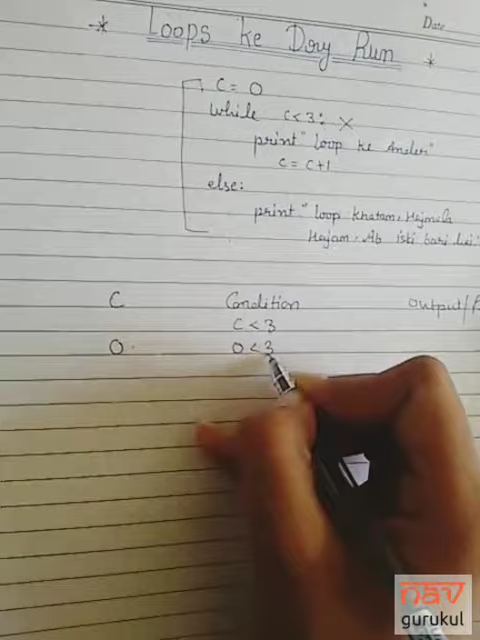 Date
* Loops ke Dry Run *
C = 0
while c<3: X
print "loop ke Ander"
c = c+1
else:
print "loop khatam, Hajmola
Hajam. Ab iski bari hai"
C Condition output/
C < 3
0 0 < 3
nav
gurukul